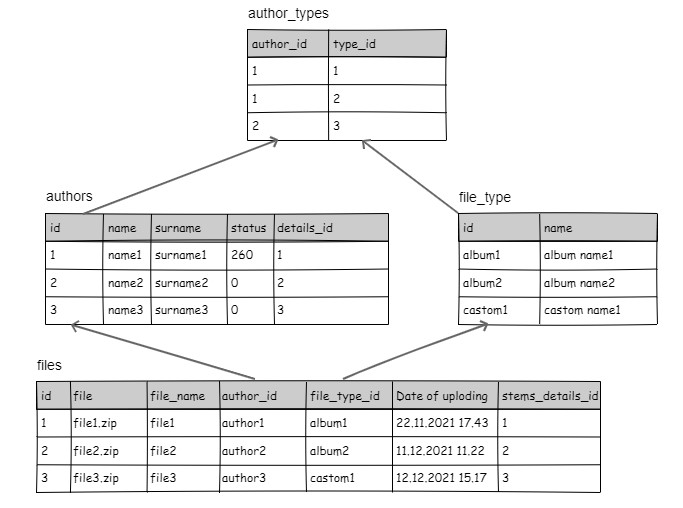 author_types
author_id type_id
1 1
1 2
2 3
authors
id name surname status details_id
1 name1 surname1 260 1
2 name2 surname2 0 2
3 name3 surname3 0 3
file_type
id name
album1 album name1
album2 album name2
castom1 castom name1
files
id file file_name author_id file_type_id Date of uploding stems_details_id
1 file1.zip file1 author1 album1 22.11.2021 17.43 1
2 file2.zip file2 author2 album2 11.12.2021 11.22 2
3 file3.zip file3 author3 castom1 12.12.2021 15.17 3